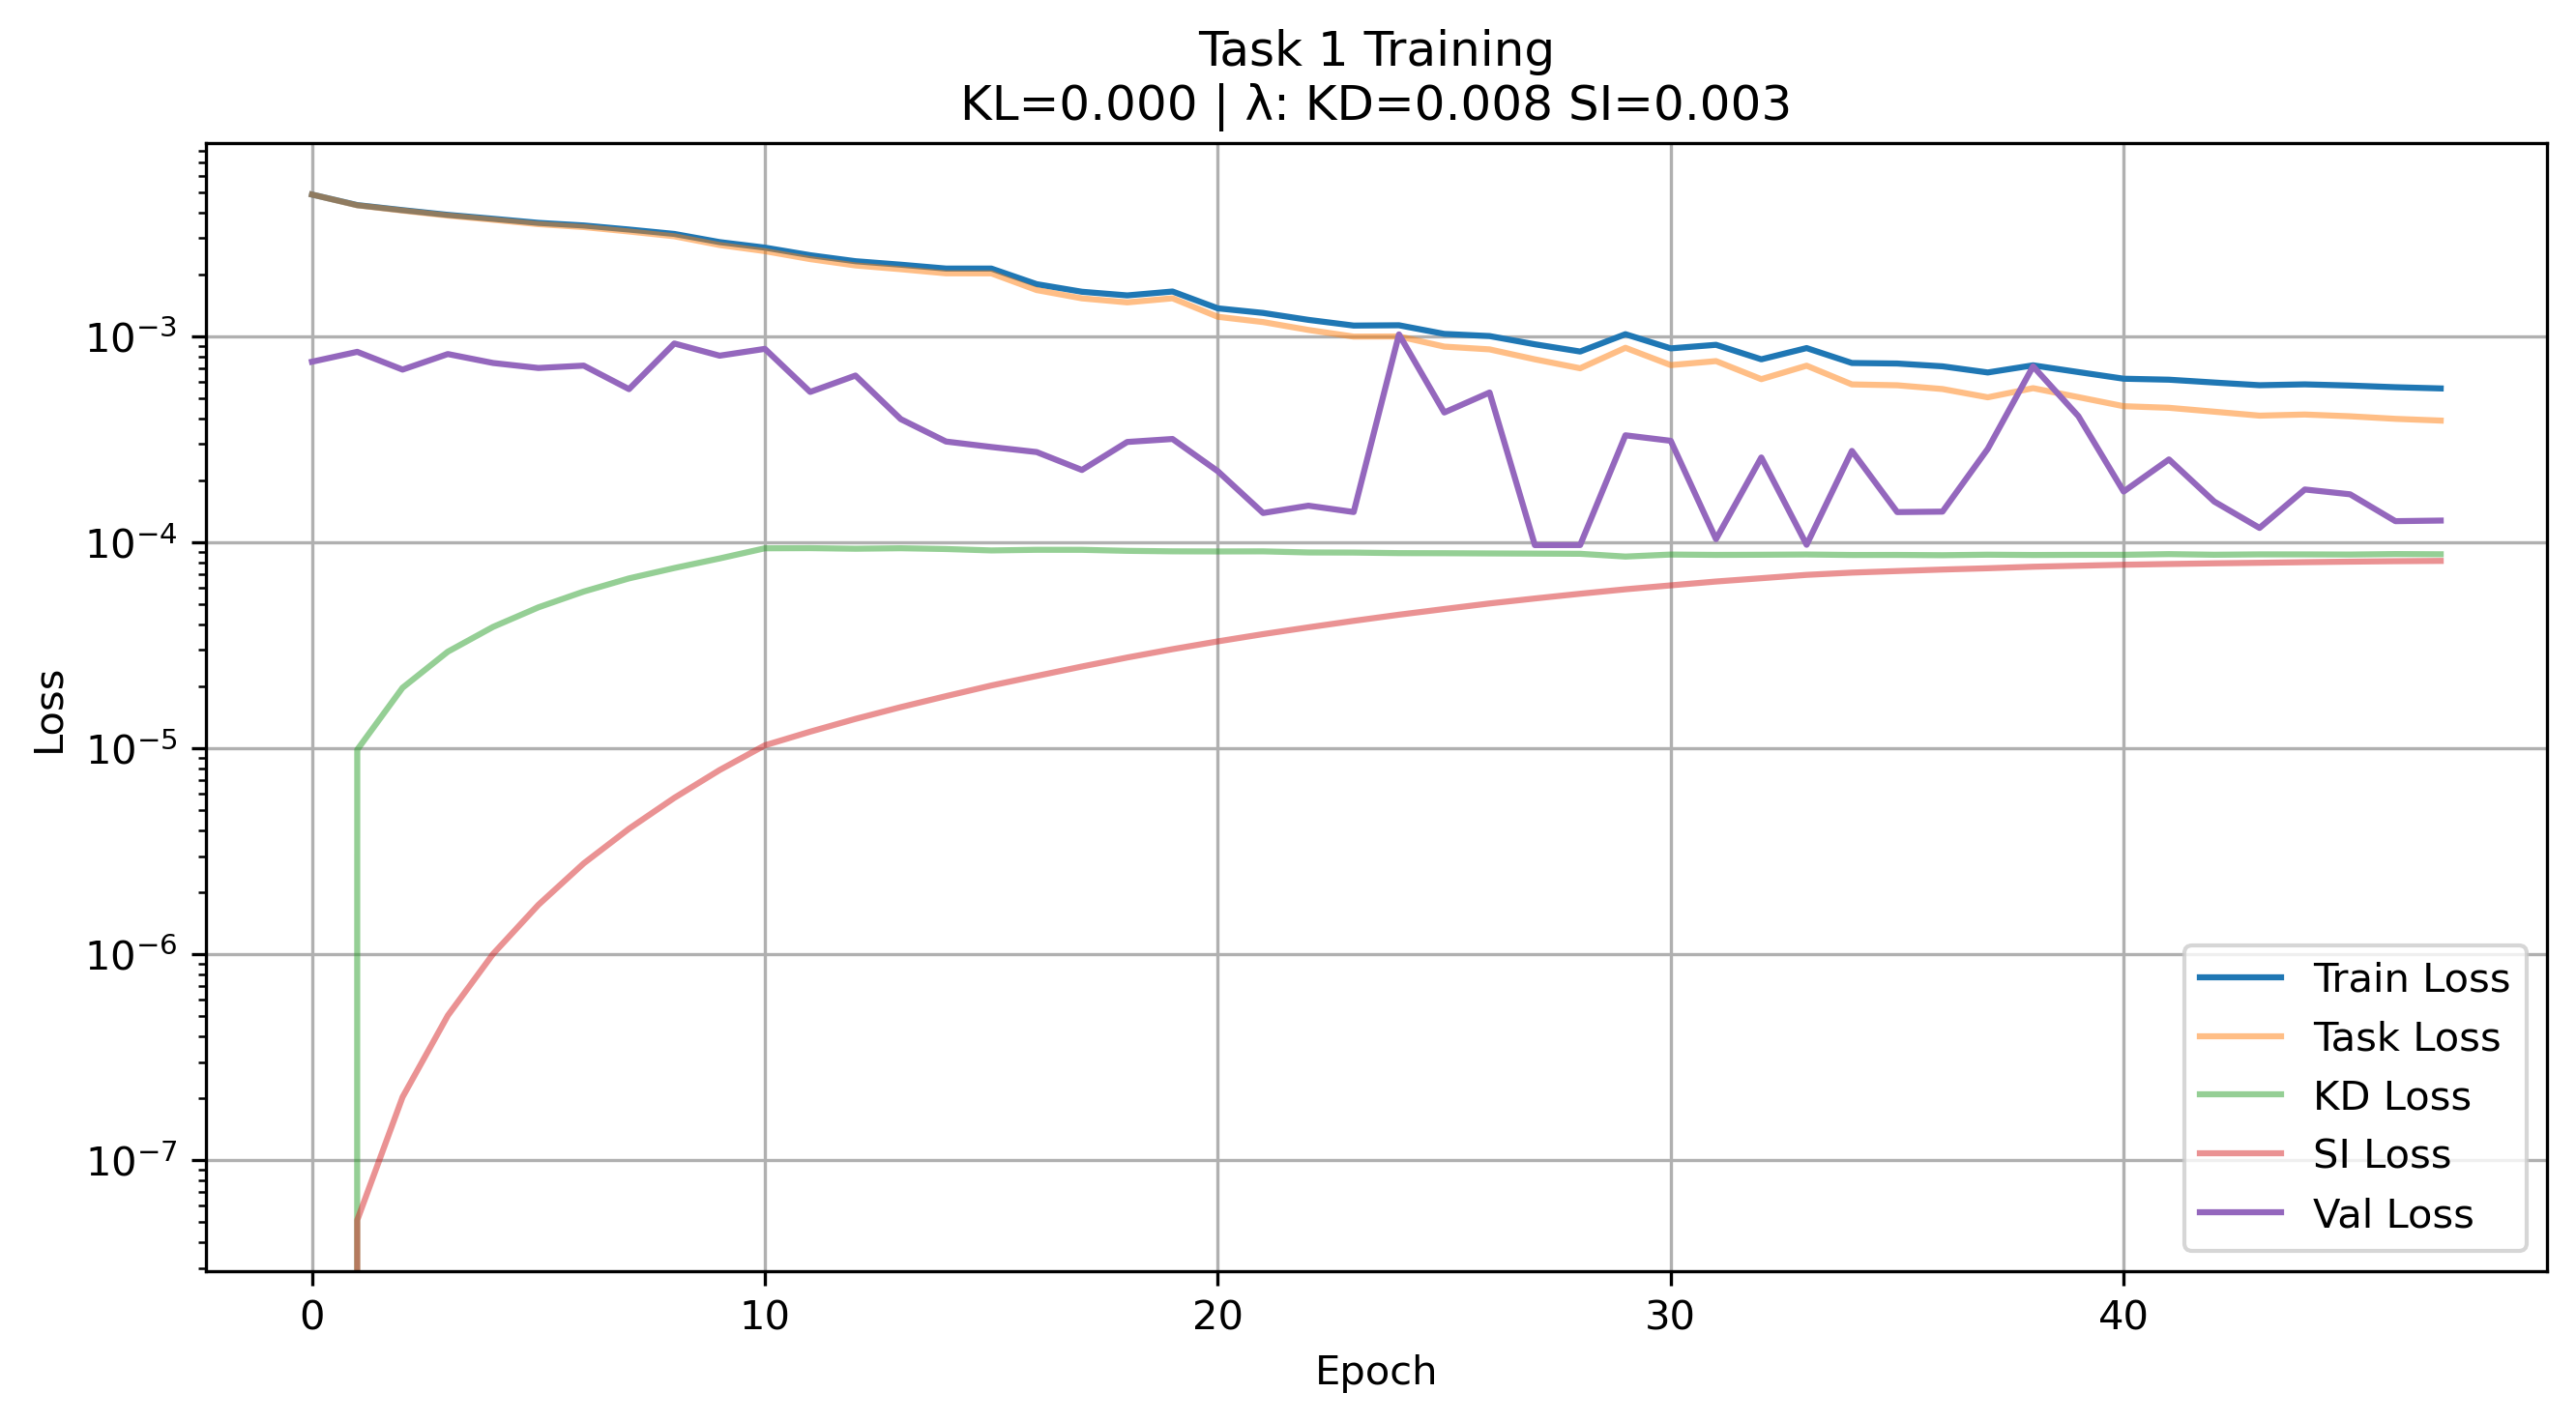 Task 1 Training
KL=0.000 | λ: KD=0.008 SI=0.003
Loss
10⁻³
10⁻⁴
10⁻⁵
10⁻⁶
10⁻⁷
Train Loss
Task Loss
KD Loss
SI Loss
Val Loss
0 10 20 30 40
Epoch